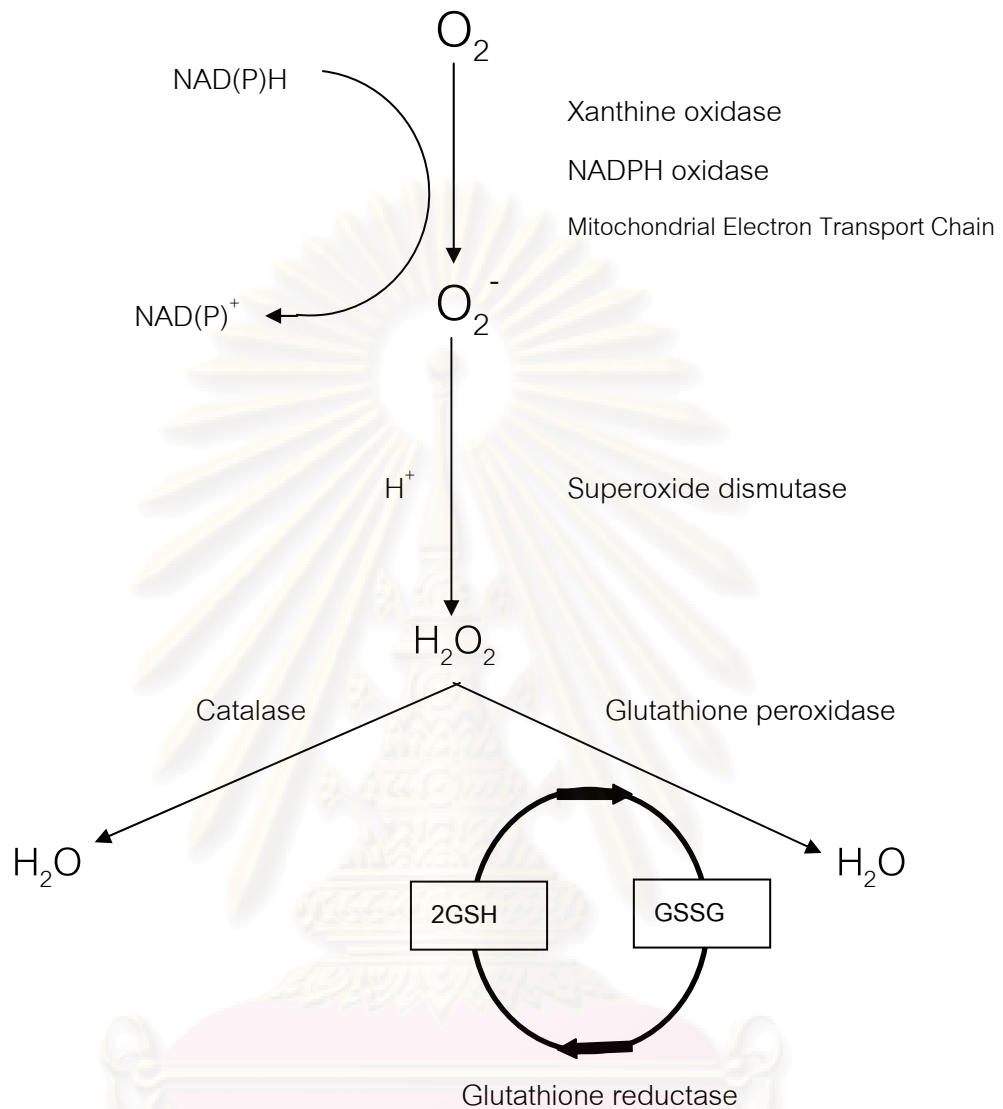 O₂
NAD(P)H
Xanthine oxidase
NADPH oxidase
Mitochondrial Electron Transport Chain
NAD(P)⁺
O₂⁻
H⁺
Superoxide dismutase
H₂O₂
Catalase
Glutathione peroxidase
H₂O
H₂O
2GSH
GSSG
Glutathione reductase